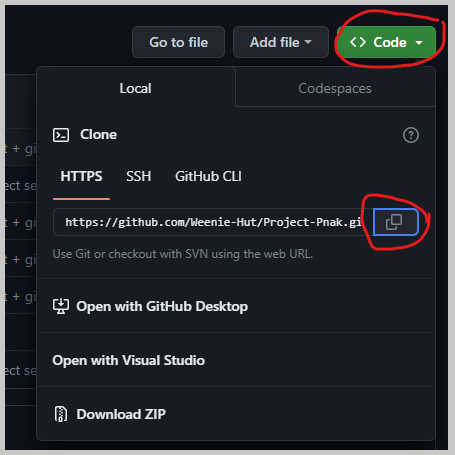 Go to file
Add file
Code
Local
Codespaces
Clone
HTTPS
SSH
GitHub CLI
https://github.com/Weenie-Hut/Project-Pnak.gi
Use Git or checkout with SVN using the web URL.
Open with GitHub Desktop
Open with Visual Studio
Download ZIP
t + gi
ect se
t + gi
t + gi
t + gi
ect se